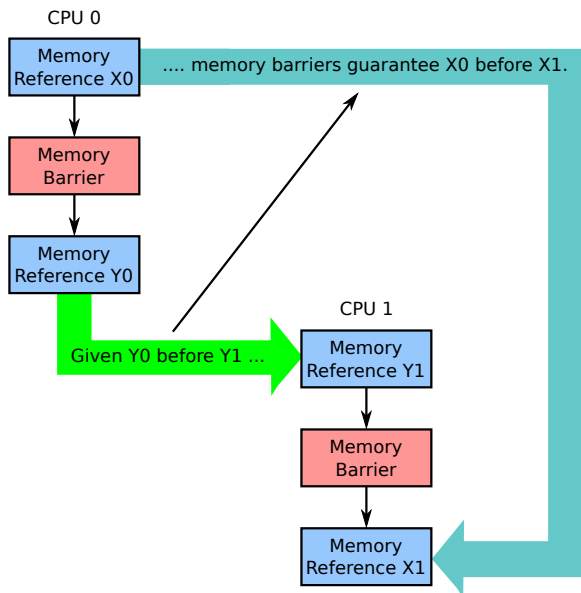 CPU 0
Memory
Reference X0
.... memory barriers guarantee X0 before X1.
Memory
Barrier
Memory
Reference Y0
CPU 1
Given Y0 before Y1 ...
Memory
Reference Y1
Memory
Barrier
Memory
Reference X1